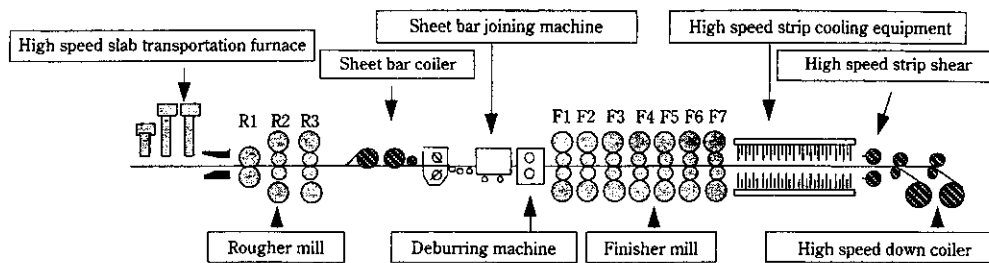 Sheet bar joining machine
High speed strip cooling equipment
High speed slab transportation furnace
Sheet bar coiler
High speed strip shear
R1 R2 R3
F1 F2 F3 F4 F5 F6 F7
Rougher mill
Deburring machine
Finisher mill
High speed down coiler